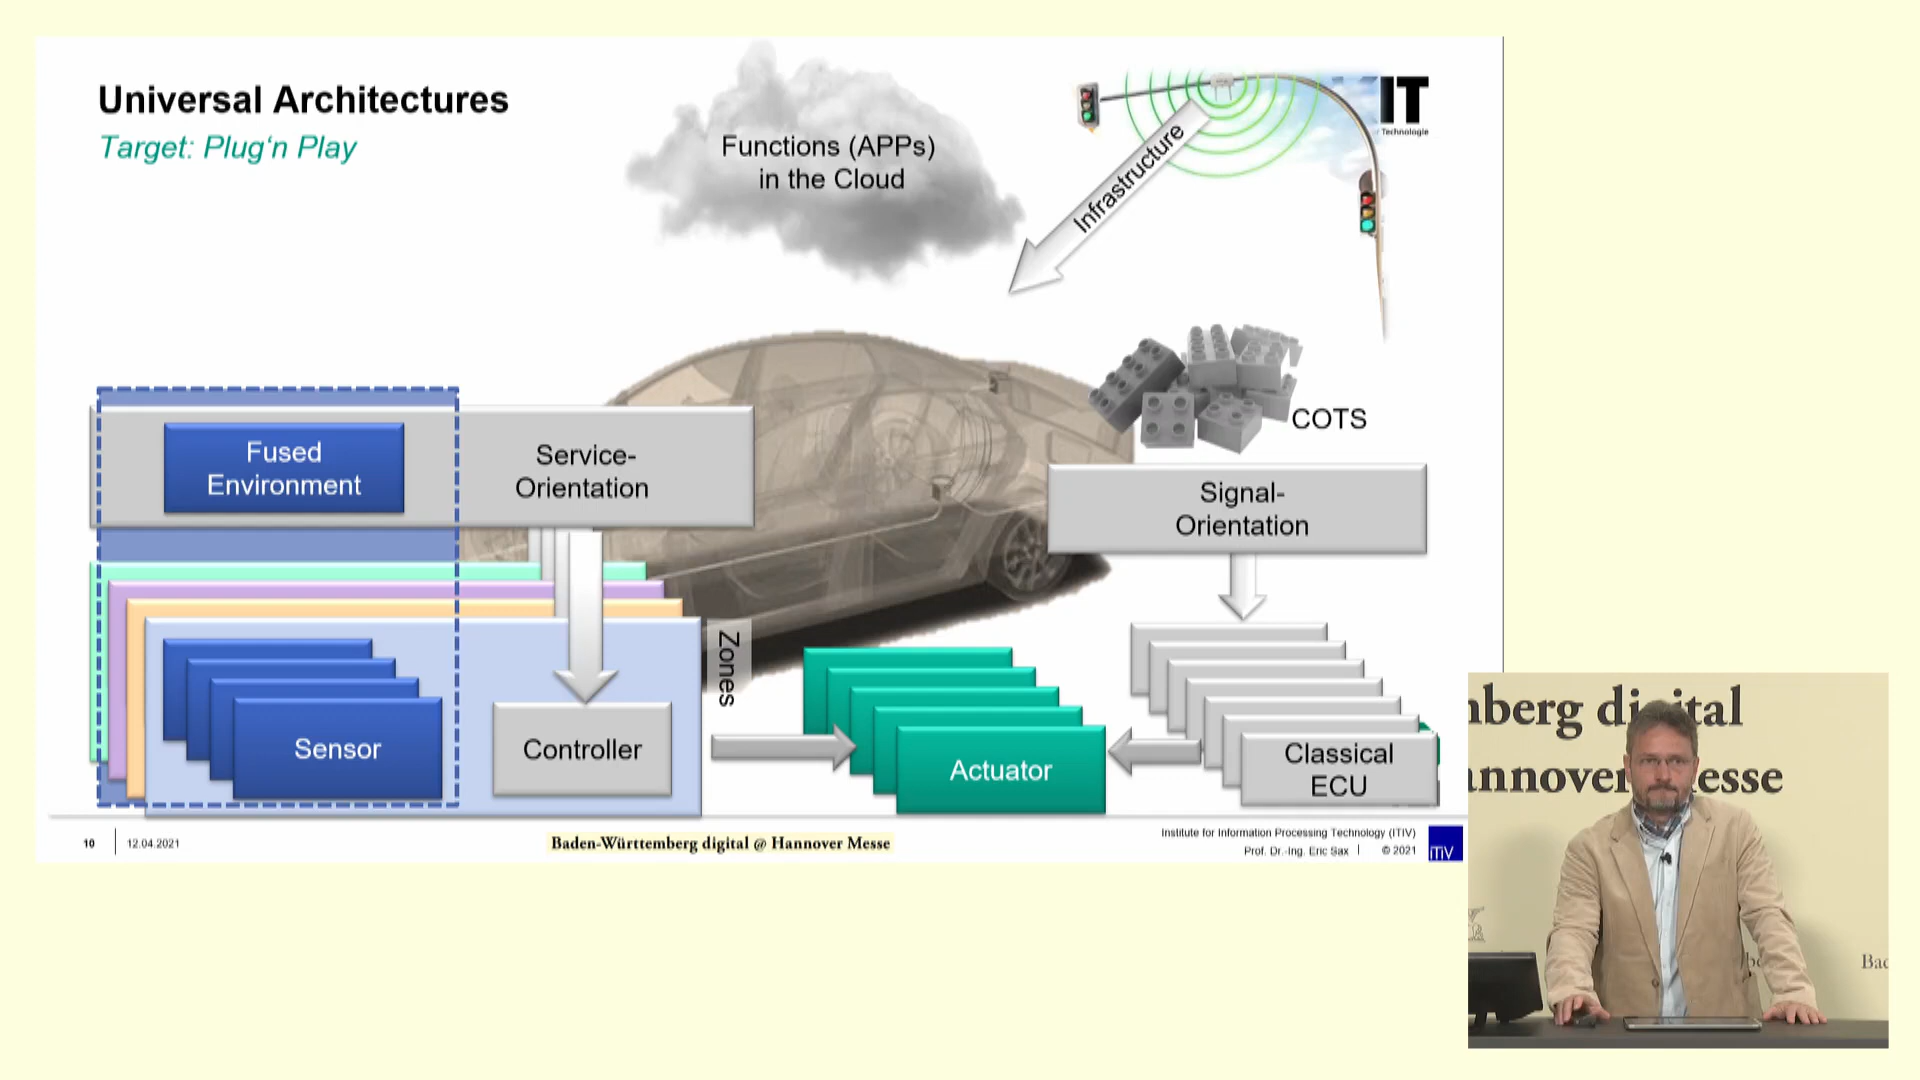 Universal Architectures
Target: Plug'n Play
Functions (APPs)
in the Cloud
Infrastructure
IT
Technologie
COTS
Fused
Environment
Service-
Orientation
Signal-
Orientation
Zones
Sensor
Controller
Actuator
Classical
ECU
10
12.04.2021
Baden-Württemberg digital @ Hannover Messe
Institute for Information Processing Technology (ITIV)
Prof. Dr.-Ing. Eric Sax | © 2021
ITIV
nberg digital
annover Messe
Bad